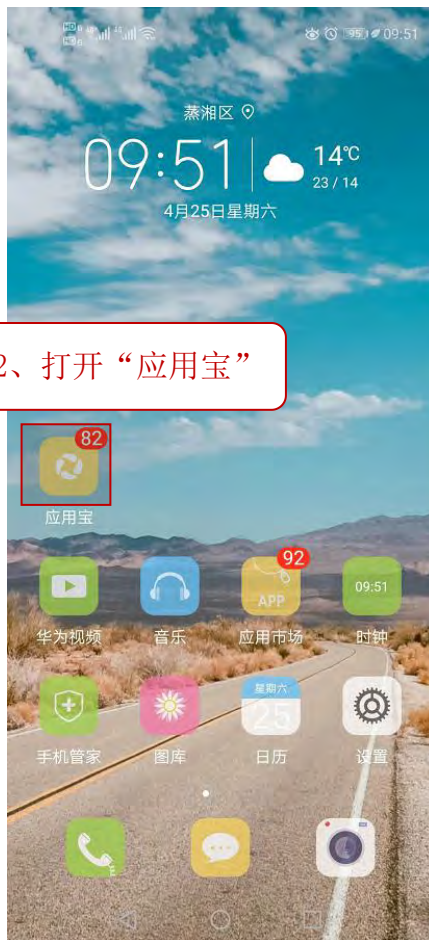 95 09:51
蒸湘区
09:51
14℃
23 / 14
4月25日星期六
2、打开“应用宝”
82
应用宝
92
APP
09:51
华为视频 音乐 应用市场 时钟
星期六
25
手机管家 图库 日历 设置